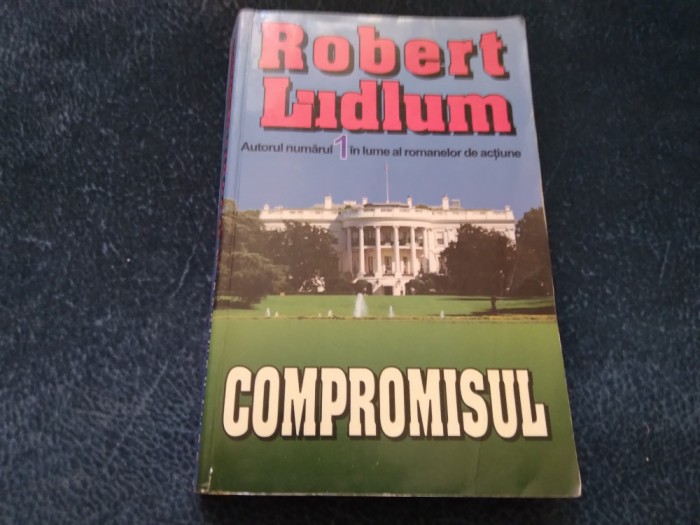 Robert
Ludlum
Autorul numărul 1 în lume al romanelor de acțiune
COMPROMISUL